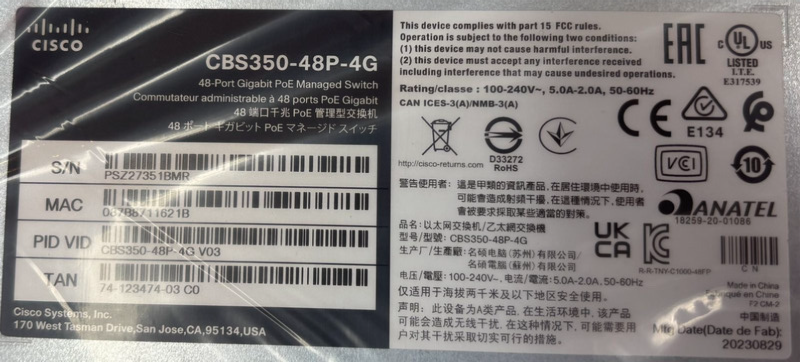 CISCO
CBS350-48P-4G
48-Port Gigabit PoE Managed Switch
Commutateur administrable à 48 ports PoE Gigabit
48 端口千兆 PoE 管理型交换机
48 ポート ギガビット PoE マネージド スイッチ
S/N
PSZ27351BMR
MAC
087B8711621B
PID VID
CBS350-48P-4G V03
TAN
74-123474-03 C0
Cisco Systems, Inc.
170 West Tasman Drive,San Jose,CA,95134,USA
This device complies with part 15 FCC rules.
Operation is subject to the following two conditions:
(1) this device may not cause harmful interference.
(2) this device must accept any interference received
including interference that may cause undesired operations.
Rating/classe : 100-240V~, 5.0A-2.0A, 50-60Hz
CAN ICES-3(A)/NMB-3(A)
EAC
C UL US
LISTED
I.T.E.
E317539
CE
E134
http://cisco-returns.com
D33272
RoHS
VCCI
10
警告使用者：這是甲類的資訊產品，在居住環境中使用時，
可能會造成射頻干擾，在這種情況下，使用者
會被要求採取某些適當的對策。
ANATEL
18259-20-01086
品名:以太网交换机/乙太網交換機
型号/型號: CBS350-48P-4G
生产厂/生產廠: 名硕电脑（苏州）有限公司/
名碩電腦（蘇州）有限公司
电压/電壓:100-240V~, 电流/電流:5.0A-2.0A, 50-60Hz
仅适用于海拔两千米及以下地区安全使用。
声明：此设备为A类产品，在生活环境中，该产品
可能会造成无线干扰，在这种情况下，可能需要用
户对其干扰采取切实可行的措施。
UK
CA
R-R-TNY-C1000-48FP
C N
Made in China
en Chine
72 CM-2
中国制造
Mfg Date(Date de Fab):
20230829